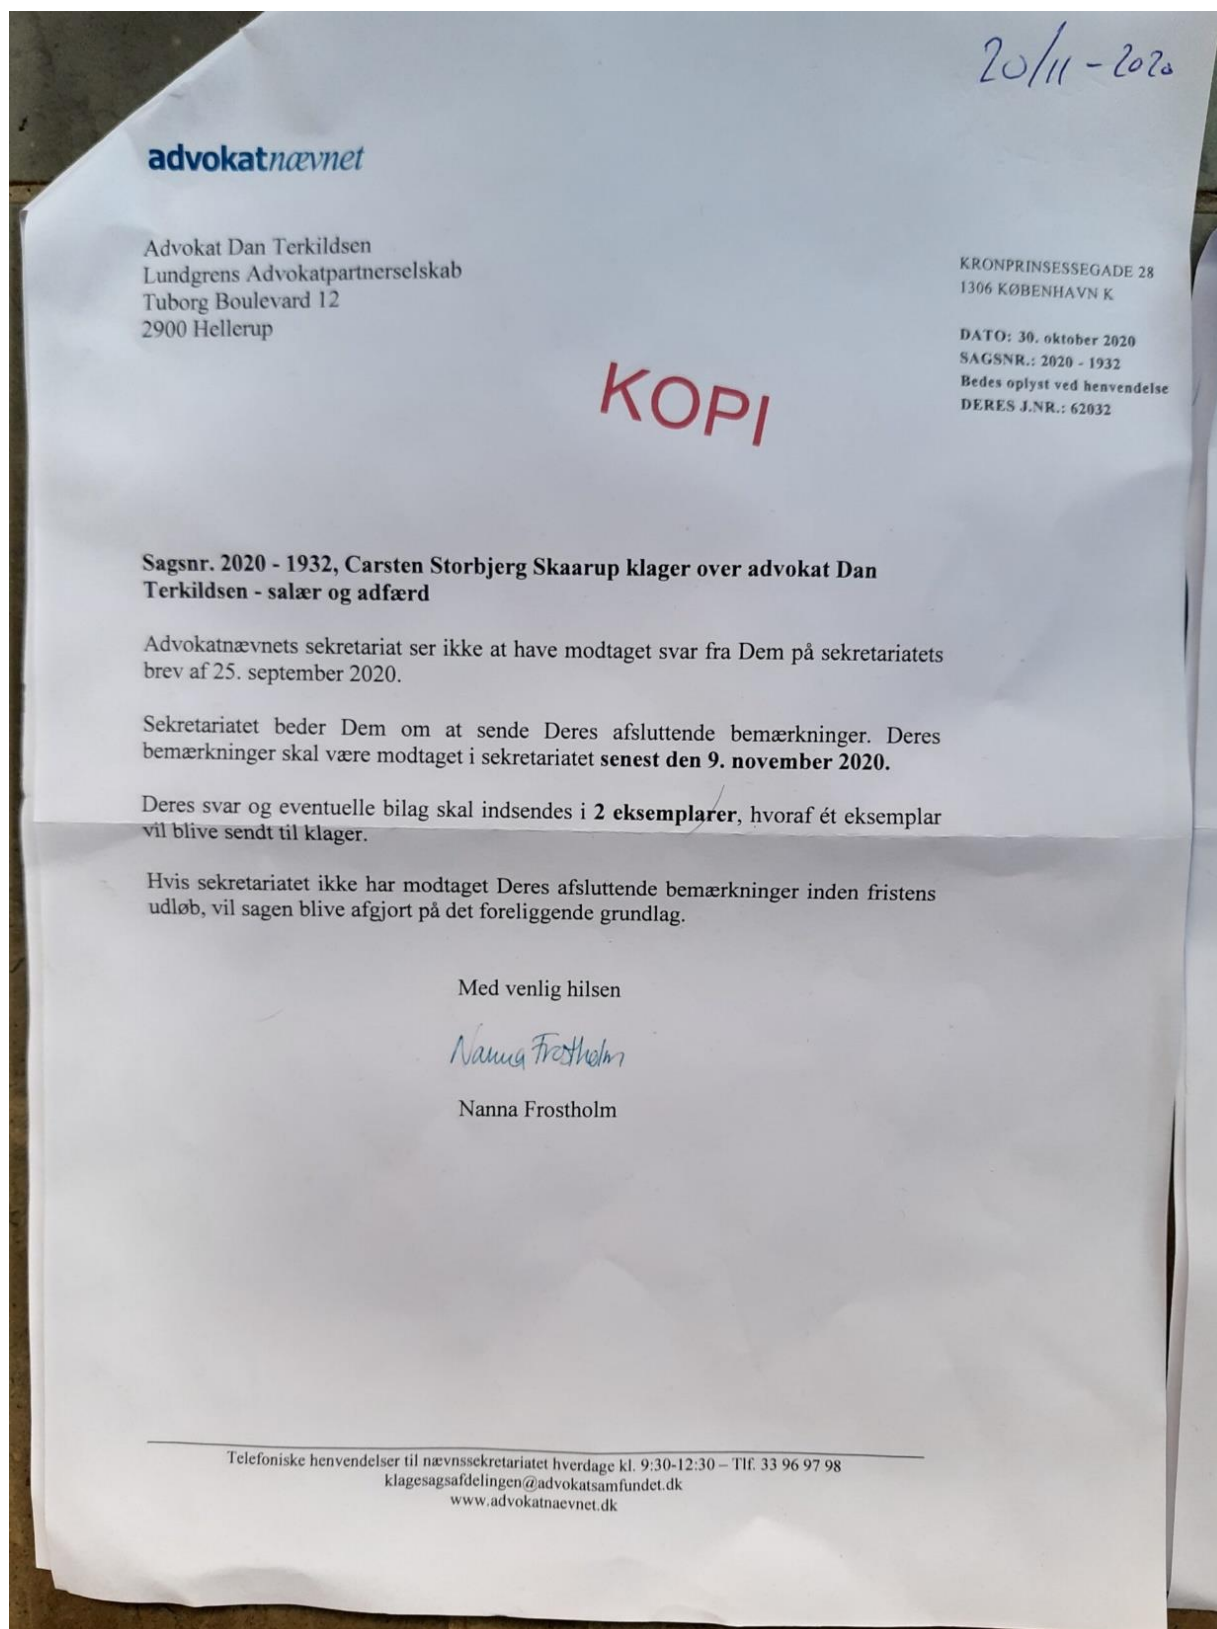 20/11-2020
advokatnævnet
Advokat Dan Terkildsen
Lundgrens Advokatpartnerselskab
Tuborg Boulevard 12
2900 Hellerup
KRONPRINSESSEGADE 28
1306 KØBENHAVN K
DATO: 30. oktober 2020
SAGSNR.: 2020 - 1932
Bedes oplyst ved henvendelse
DERES J.NR.: 62032
KOPI
Sagsnr. 2020 - 1932, Carsten Storbjerg Skaarup klager over advokat Dan
Terkildsen - salær og adfærd
Advokatnævnets sekretariat ser ikke at have modtaget svar fra Dem på sekretariatets
brev af 25. september 2020.
Sekretariatet beder Dem om at sende Deres afsluttende bemærkninger. Deres
bemærkninger skal være modtaget i sekretariatet senest den 9. november 2020.
Deres svar og eventuelle bilag skal indsendes i 2 eksemplarer, hvoraf ét eksemplar
vil blive sendt til klager.
Hvis sekretariatet ikke har modtaget Deres afsluttende bemærkninger inden fristens
udløb, vil sagen blive afgjort på det foreliggende grundlag.
Med venlig hilsen
Nanna Frostholm
Nanna Frostholm
Telefoniske henvendelser til nævnssekretariatet hverdage kl. 9:30-12:30 – Tlf. 33 96 97 98
klagesagsafdelingen@advokatsamfundet.dk
www.advokatnaevnet.dk